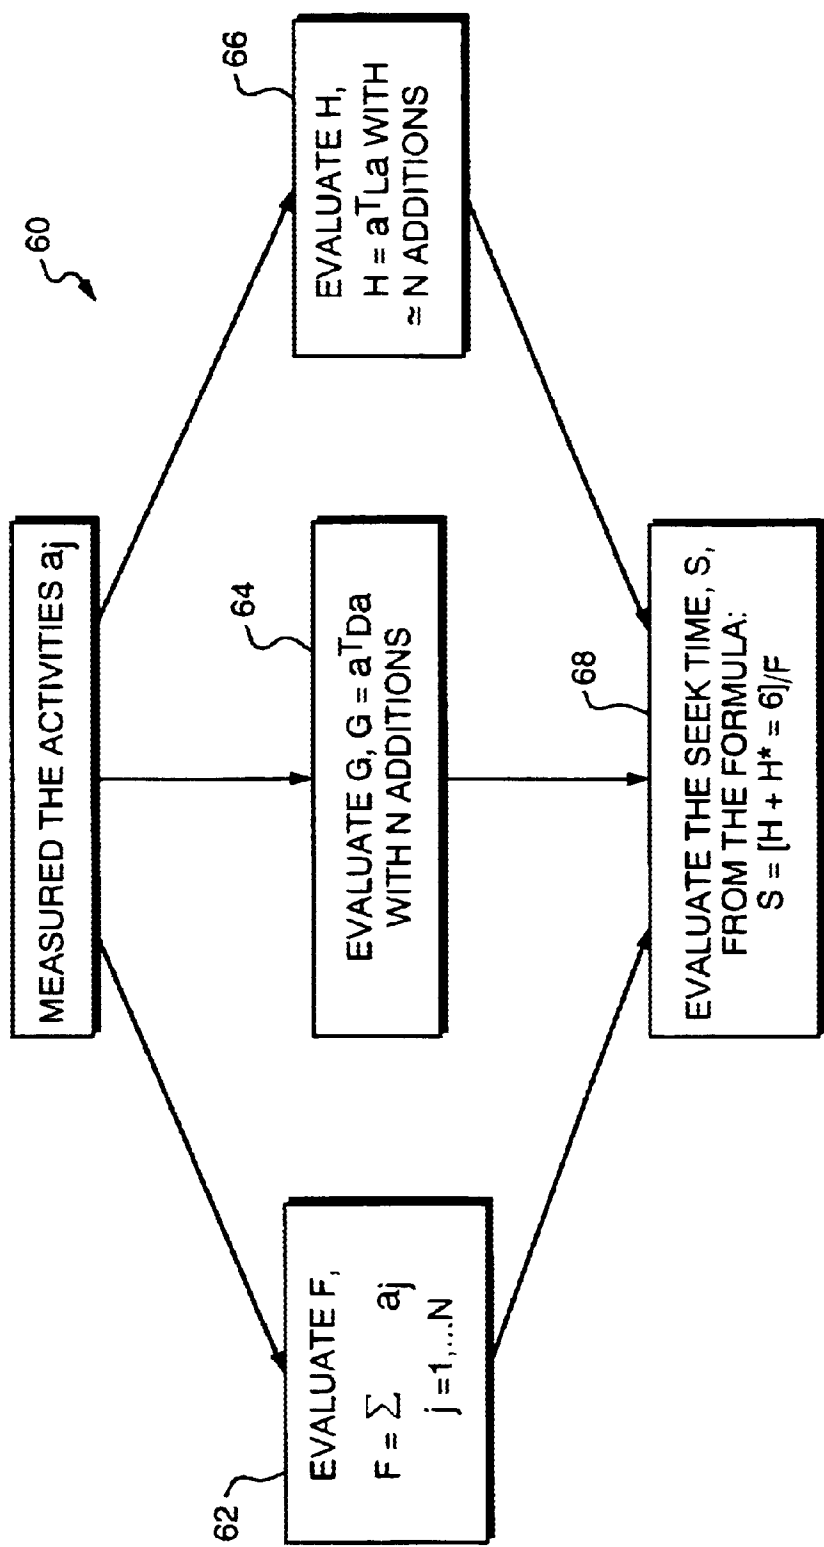 60
MEASURED THE ACTIVITIES aj
62
EVALUATE F,
F = Σ aj
j =1,...N
64
EVALUATE G, G = aTDa
WITH N ADDITIONS
66
EVALUATE H,
H = aTLa WITH
≃ N ADDITIONS
68
EVALUATE THE SEEK TIME, S,
FROM THE FORMULA:
S = [H + H* = 6]/F